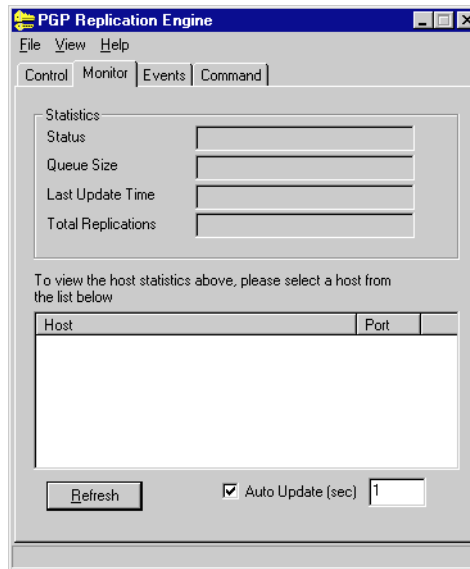 PGP Replication Engine
File View Help
Control Monitor Events Command
Statistics
Status
Queue Size
Last Update Time
Total Replications
To view the host statistics above, please select a host from
the list below
Host Port
Refresh Auto Update (sec) 1